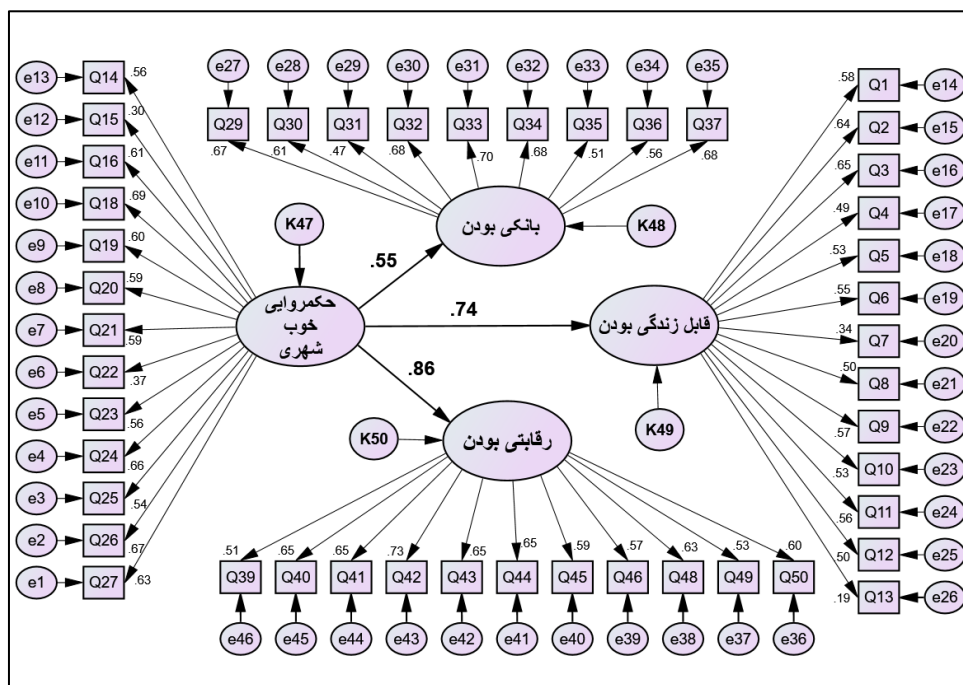 e27
e28
e29
e30
e31
e32
e33
e34
e35
Q29
Q30
Q31
Q32
Q33
Q34
Q35
Q36
Q37
.67
.61
.47
.68
.70
.68
.51
.56
.68
e13
Q14
.56
e12
Q15
.30
e11
Q16
.61
e10
Q18
.69
e9
Q19
.60
e8
Q20
.59
e7
Q21
.59
e6
Q22
.37
e5
Q23
.56
e4
Q24
.66
e3
Q25
.54
e2
Q26
.67
e1
Q27
.63
K47
حکمروایی
خوب
شهری
.55
.74
.86
بانکی بودن
K48
قابل زندگی بودن
K49
K50
رقابتی بودن
.58
Q1
e14
.64
Q2
e15
.65
Q3
e16
.49
Q4
e17
.53
Q5
e18
.55
Q6
e19
.34
Q7
e20
.50
Q8
e21
.57
Q9
e22
.53
Q10
e23
.56
Q11
e24
.50
Q12
e25
.19
Q13
e26
.51
.65
.65
.73
.65
.65
.59
.57
.63
.53
.60
Q39
Q40
Q41
Q42
Q43
Q44
Q45
Q46
Q48
Q49
Q50
e46
e45
e44
e43
e42
e41
e40
e39
e38
e37
e36